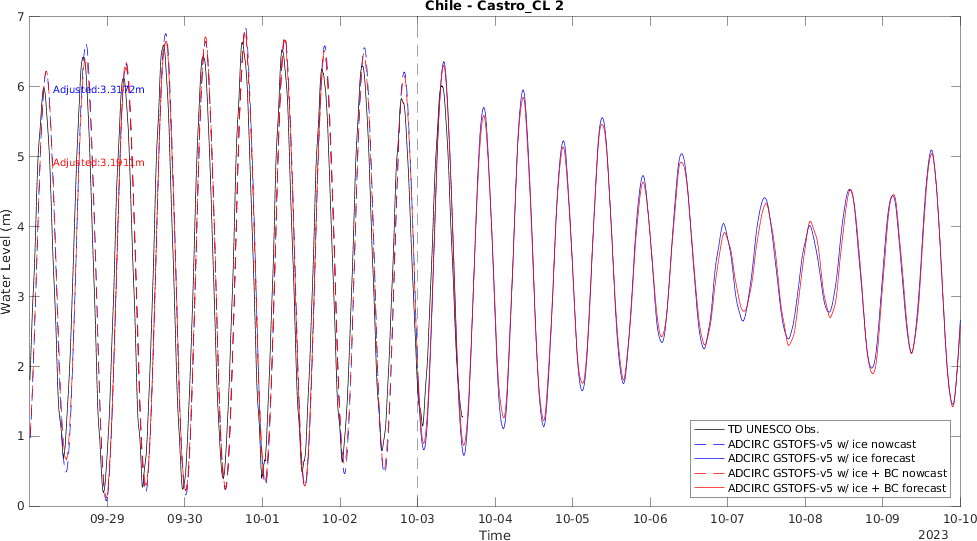 Chile - Castro_CL 2
7
6
5
4
3
2
1
0
Water Level (m)
Adjusted:3.3172m
Adjusted:3.1911m
TD UNESCO Obs.
ADCIRC GSTOFS-v5 w/ ice nowcast
ADCIRC GSTOFS-v5 w/ ice forecast
ADCIRC GSTOFS-v5 w/ ice + BC nowcast
ADCIRC GSTOFS-v5 w/ ice + BC forecast
09-29 09-30 10-01 10-02 10-03 10-04 10-05 10-06 10-07 10-08 10-09 10-10
Time
2023